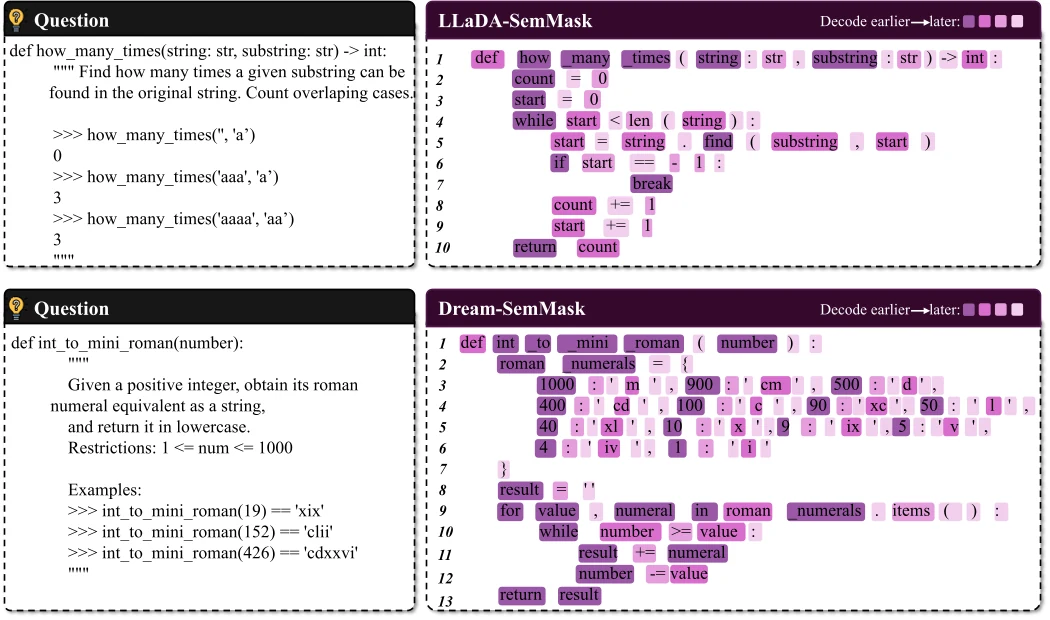 Question
def how_many_times(string: str, substring: str) -> int:
""" Find how many times a given substring can be
found in the original string. Count overlaping cases.
>>> how_many_times('', 'a’)
0
>>> how_many_times('aaa', 'a’)
3
>>> how_many_times('aaaa', 'aa’)
3
"""
LLaDA-SemMask
Decode earlier→later:
1 def how _many _times ( string : str , substring : str ) -> int :
2 count = 0
3 start = 0
4 while start < len ( string ) :
5 start = string . find ( substring , start )
6 if start == - 1 :
7 break
8 count += 1
9 start += 1
10 return count
Question
def int_to_mini_roman(number):
"""
Given a positive integer, obtain its roman
numeral equivalent as a string,
and return it in lowercase.
Restrictions: 1 <= num <= 1000
Examples:
>>> int_to_mini_roman(19) == 'xix'
>>> int_to_mini_roman(152) == 'clii'
>>> int_to_mini_roman(426) == 'cdxxvi'
"""
Dream-SemMask
Decode earlier→later:
1 def int _to _mini _roman ( number ) :
2 roman _numerals = {
3 1000 : ' m ' , 900 : ' cm ' , 500 : ' d ' ,
4 400 : ' cd ' , 100 : ' c ' , 90 : ' xc ' , 50 : ' l ' ,
5 40 : ' xl ' , 10 : ' x ' , 9 : ' ix ' , 5 : ' v ' ,
6 4 : ' iv ' , 1 : ' i '
7 }
8 result = ' '
9 for value , numeral in roman _numerals . items ( ) :
10 while number >= value :
11 result += numeral
12 number -= value
13 return result